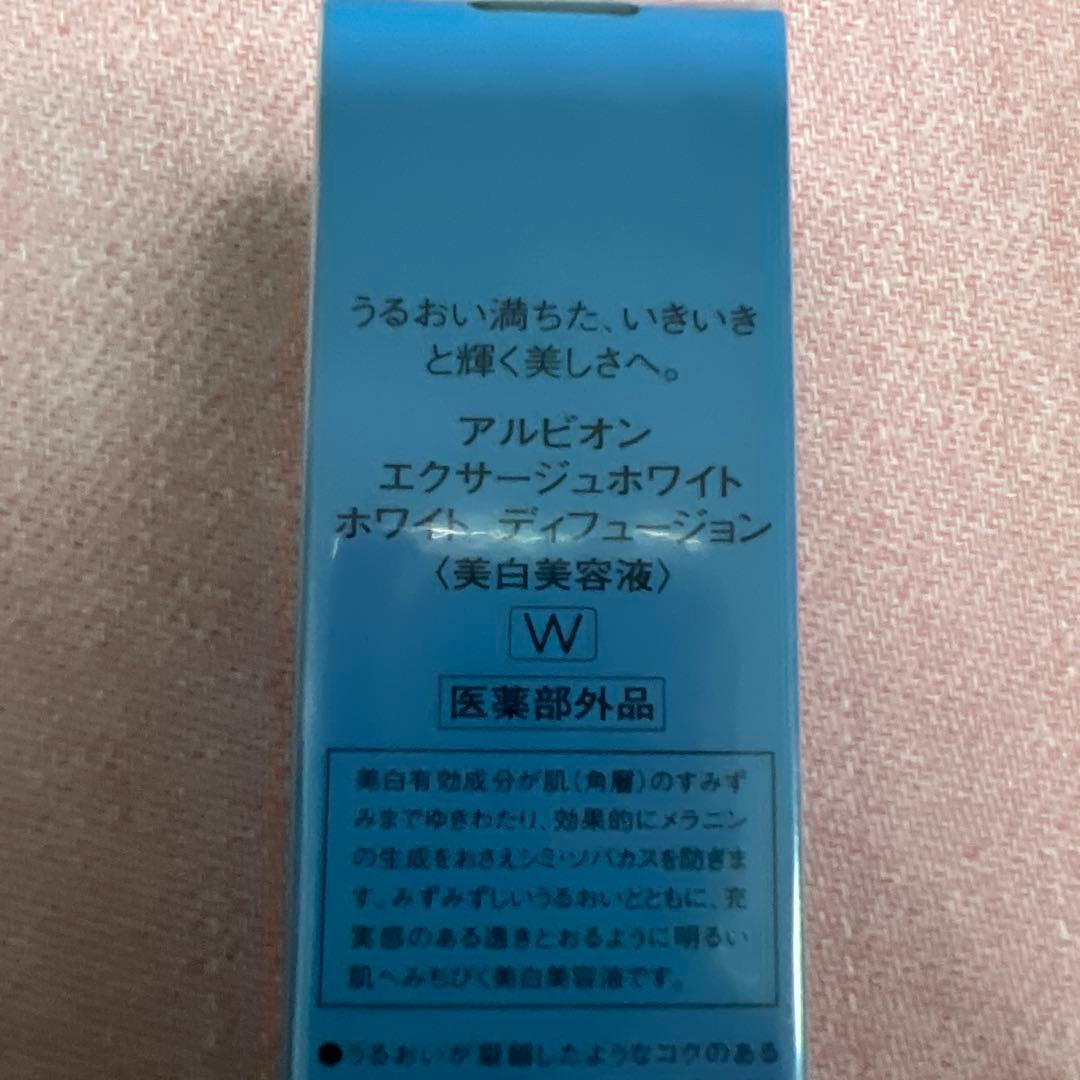 うるおい満ちた、いきいき
と輝く美しさへ。
アルビオン
エクサージュホワイト
ホワイト ディフュージョン
〈美白美容液〉
W
医薬部外品
美白有効成分が肌(角層)のすみず
みまでゆきわたり、効果的にメラニン
の生成をおさえシミ・ソバカスを防ぎま
す。みずみずしいうるおいとともに、充
実感のある透きとおるように明るい
肌へみちびく美白美容液です。
●うるおいが凝縮したようなコクのある